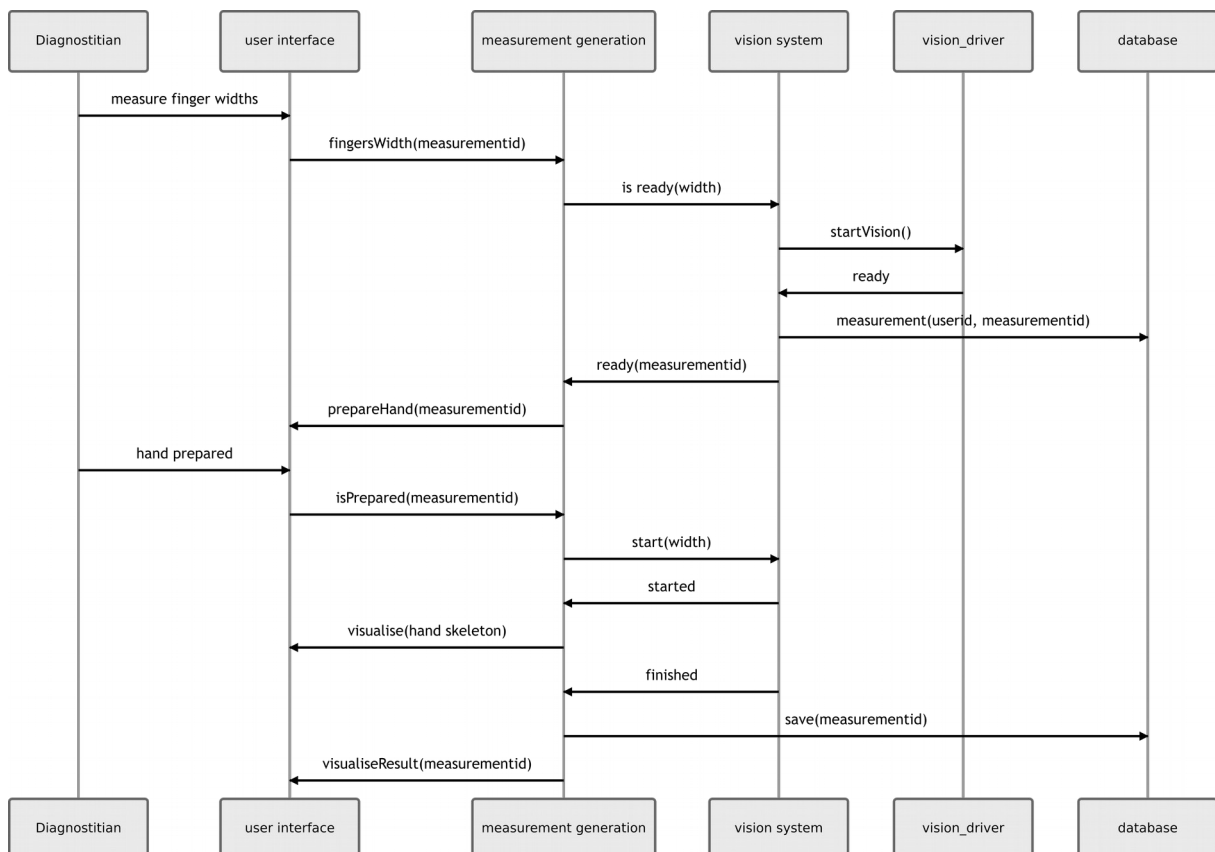 Diagnostitian
user interface
measurement generation
vision system
vision_driver
database
measure finger widths
fingersWidth(measurementid)
is ready(width)
startVision()
ready
measurement(userid, measurementid)
ready(measurementid)
prepareHand(measurementid)
hand prepared
isPrepared(measurementid)
start(width)
started
visualise(hand skeleton)
finished
save(measurementid)
visualiseResult(measurementid)
Diagnostitian
user interface
measurement generation
vision system
vision_driver
database